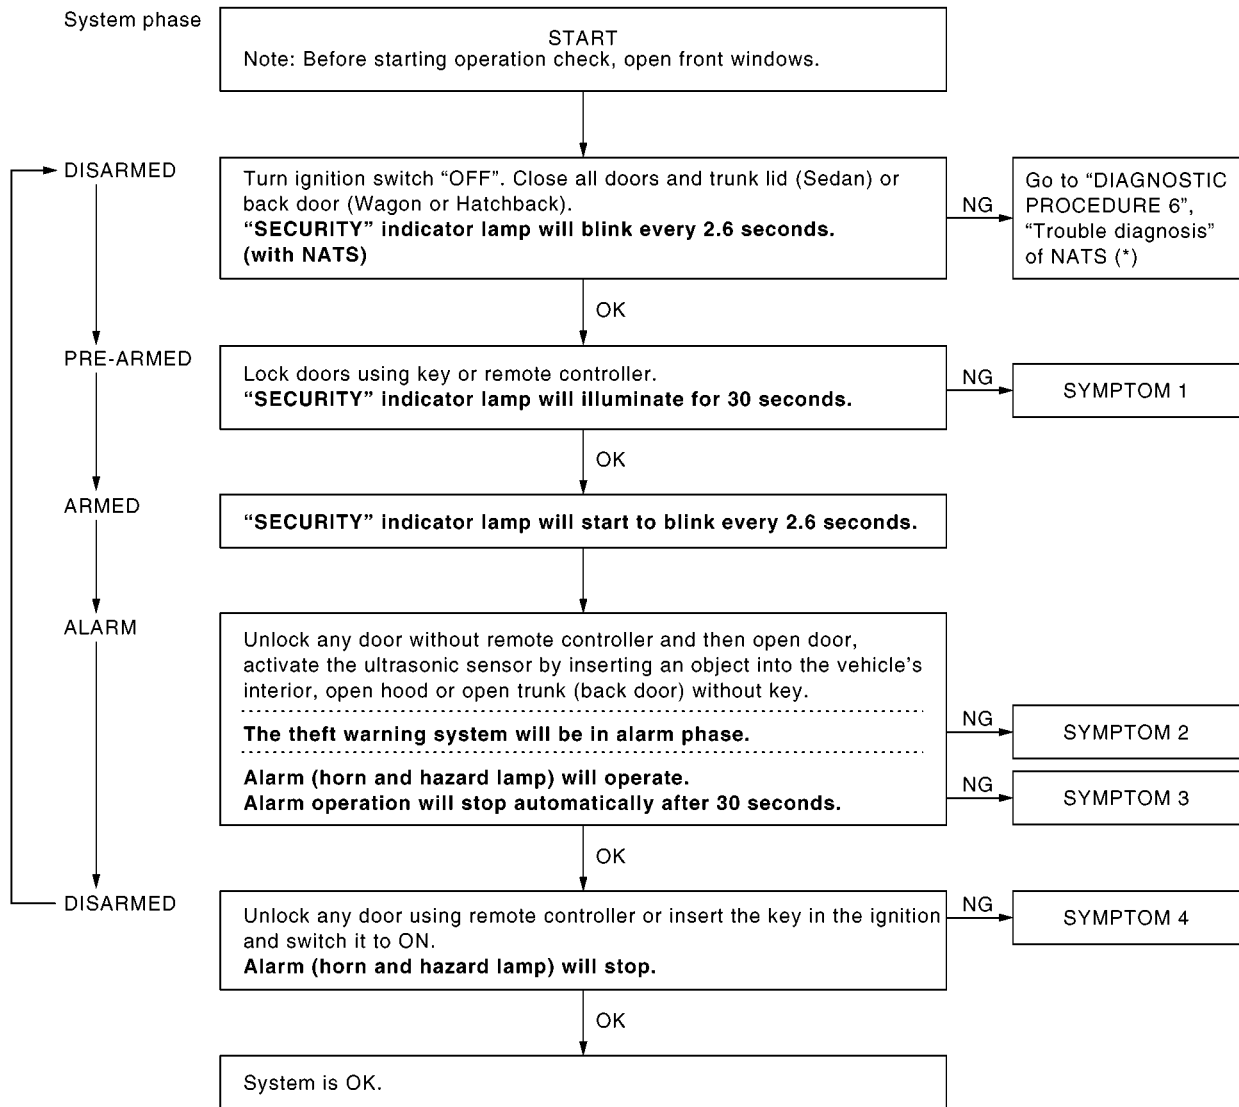 System phase
START
Note: Before starting operation check, open front windows.
DISARMED
Turn ignition switch “OFF”. Close all doors and trunk lid (Sedan) or
back door (Wagon or Hatchback).
“SECURITY” indicator lamp will blink every 2.6 seconds.
(with NATS)
NG
Go to “DIAGNOSTIC
PROCEDURE 6”,
“Trouble diagnosis”
of NATS (*)
OK
PRE-ARMED
Lock doors using key or remote controller.
“SECURITY” indicator lamp will illuminate for 30 seconds.
NG
SYMPTOM 1
OK
ARMED
“SECURITY” indicator lamp will start to blink every 2.6 seconds.
ALARM
Unlock any door without remote controller and then open door,
activate the ultrasonic sensor by inserting an object into the vehicle’s
interior, open hood or open trunk (back door) without key.
The theft warning system will be in alarm phase.
NG
SYMPTOM 2
Alarm (horn and hazard lamp) will operate.
Alarm operation will stop automatically after 30 seconds.
NG
SYMPTOM 3
OK
DISARMED
Unlock any door using remote controller or insert the key in the ignition
and switch it to ON.
Alarm (horn and hazard lamp) will stop.
NG
SYMPTOM 4
OK
System is OK.